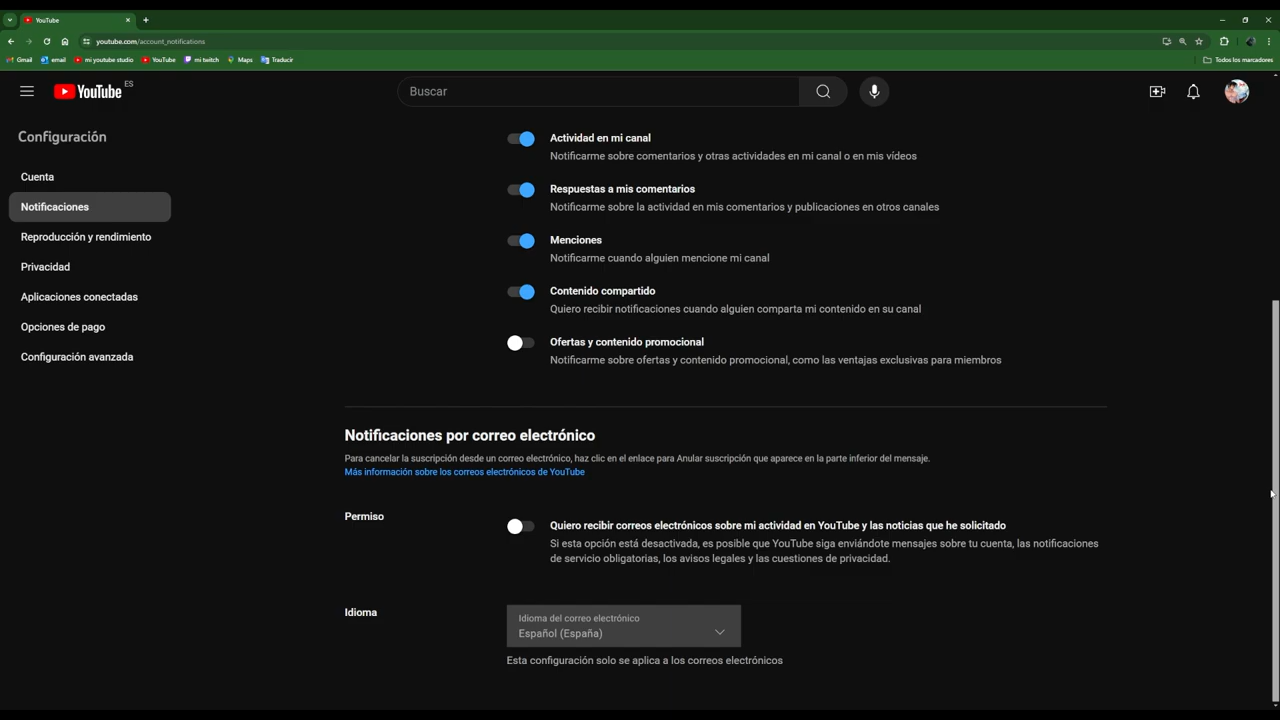 YouTube
youtube.com/account_notifications
Gmail
email
mi youtube studio
YouTube
mi twitch
Maps
Traducir
Todos los marcadores
YouTube ES
Buscar
Configuración
Cuenta
Notificaciones
Reproducción y rendimiento
Privacidad
Aplicaciones conectadas
Opciones de pago
Configuración avanzada
Actividad en mi canal
Notificarme sobre comentarios y otras actividades en mi canal o en mis vídeos
Respuestas a mis comentarios
Notificarme sobre la actividad en mis comentarios y publicaciones en otros canales
Menciones
Notificarme cuando alguien mencione mi canal
Contenido compartido
Quiero recibir notificaciones cuando alguien comparta mi contenido en su canal
Ofertas y contenido promocional
Notificarme sobre ofertas y contenido promocional, como las ventajas exclusivas para miembros
Notificaciones por correo electrónico
Para cancelar la suscripción desde un correo electrónico, haz clic en el enlace para Anular suscripción que aparece en la parte inferior del mensaje.
Más información sobre los correos electrónicos de YouTube
Permiso
Quiero recibir correos electrónicos sobre mi actividad en YouTube y las noticias que he solicitado
Si esta opción está desactivada, es posible que YouTube siga enviándote mensajes sobre tu cuenta, las notificaciones
de servicio obligatorias, los avisos legales y las cuestiones de privacidad.
Idioma
Idioma del correo electrónico
Español (España)
Esta configuración solo se aplica a los correos electrónicos